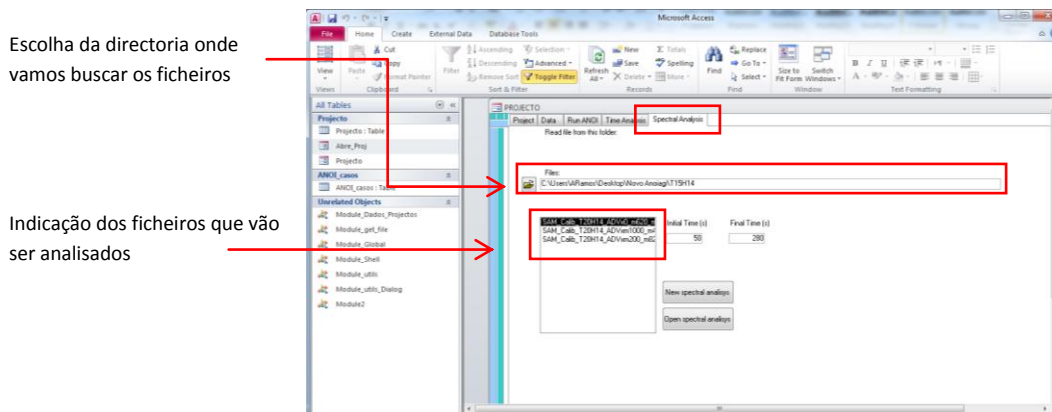 Escolha da directoria onde
vamos buscar os ficheiros
Indicação dos ficheiros que vão
ser analisados
Microsoft Access
File Home Create External Data Database Tools
View Paste Cut Copy Format Painter
Filter Ascending Descending Remove Sort Selection Advanced Toggle Filter
Refresh All New Save Delete Totals Spelling More
Find Replace Go To Select
Size to Fit Form Switch Windows
Views Clipboard Sort & Filter Records Find Window Text Formatting
All Tables
Projecto
Projecto : Table
Abre_Proj
Projecto
ANOI_casos
ANOI_casos : Table
Unrelated Objects
Module_Dados_Projectos
Module_get_file
Module_Global
Module_Shell
Module_utils
Module_utils_Dialog
Module2
PROJECTO
Project Data Run ANOI Time Analysis Spectral Analysis
Read file from this folder:
Files:
C:\Users\ARamos\Desktop\Novo Anoiagi\T15H14
Initial Time (s) Final Time (s)
50 280
New spectral analisys
Open spectral analisys